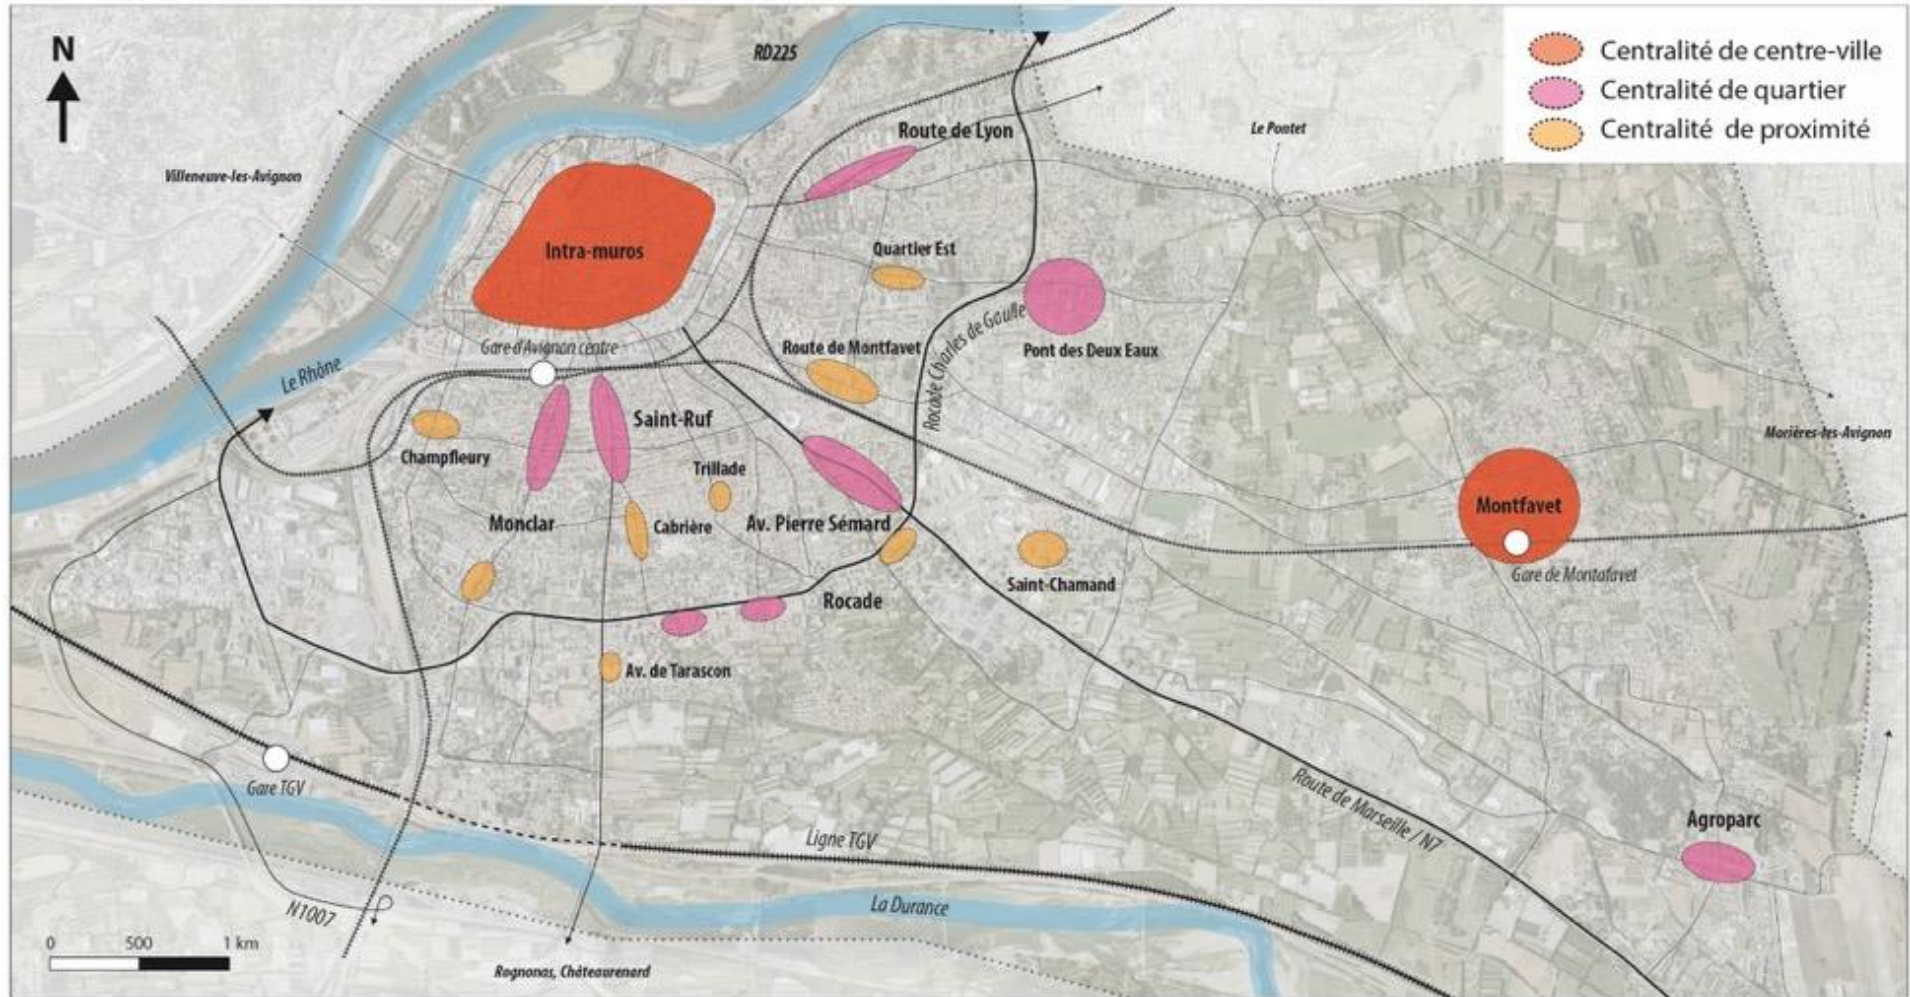 N
RD225
Centralité de centre-ville
Centralité de quartier
Centralité de proximité
Route de Lyon
Le Pontet
Villeneuve-les-Avignon
Intra-muros
Quartier Est
Gare d'Avignon centre
Route de Montfavet
Rocade Charles de Gaulle
Pont des Deux Eaux
Le Rhône
Saint-Ruf
Champfleury
Trillade
Morières-les-Avignon
Monclar
Cabrière
Av. Pierre Sémard
Montfavet
Saint-Chamand
Gare de Montafavet
Rocade
Av. de Tarascon
Gare TGV
Route de Marseille / N7
Agroparc
Ligne TGV
La Durance
N1007
0 500 1 km
Rognonas, Châteaurenard